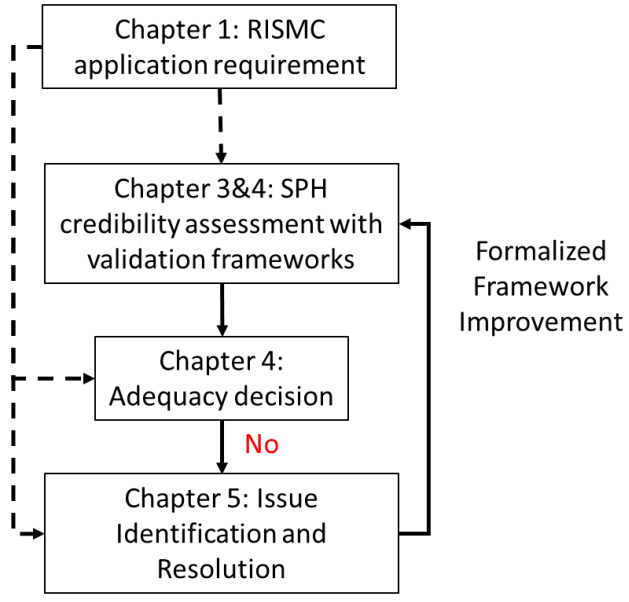 Chapter 1: RISMC
application requirement
Chapter 3&4: SPH
credibility assessment with
validation frameworks
Formalized
Framework
Improvement
Chapter 4:
Adequacy decision
No
Chapter 5: Issue
Identification and
Resolution